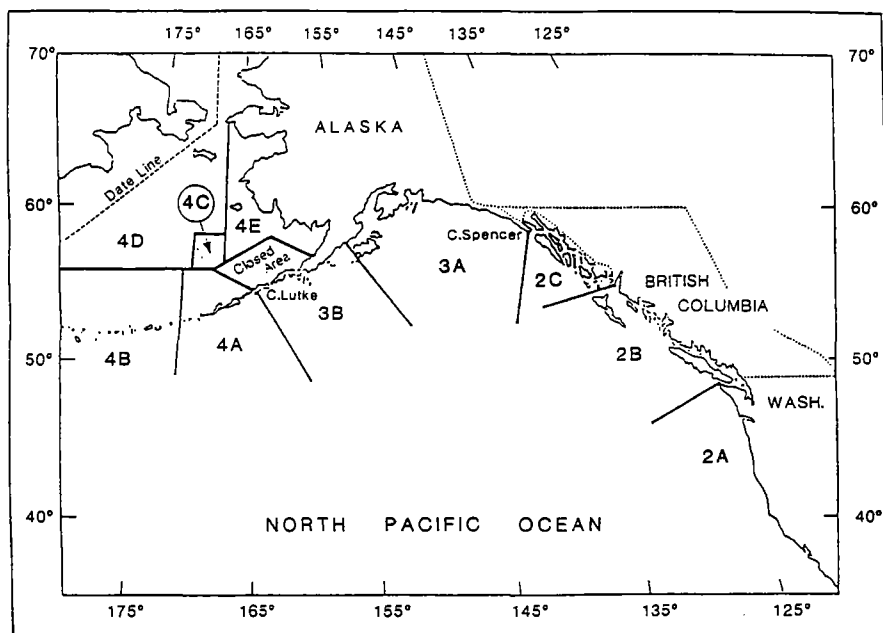 175° 165° 155° 145° 135° 125°
70° 70°
ALASKA
Date Line
60° 4C 60°
4D 4E
C.Spencer
Closed Area
3A
2C BRITISH
C.Lutke
COLUMBIA
3B
50° 4B 4A 2B 50°
WASH.
2A
40° NORTH PACIFIC OCEAN 40°
175° 165° 155° 145° 135° 125°